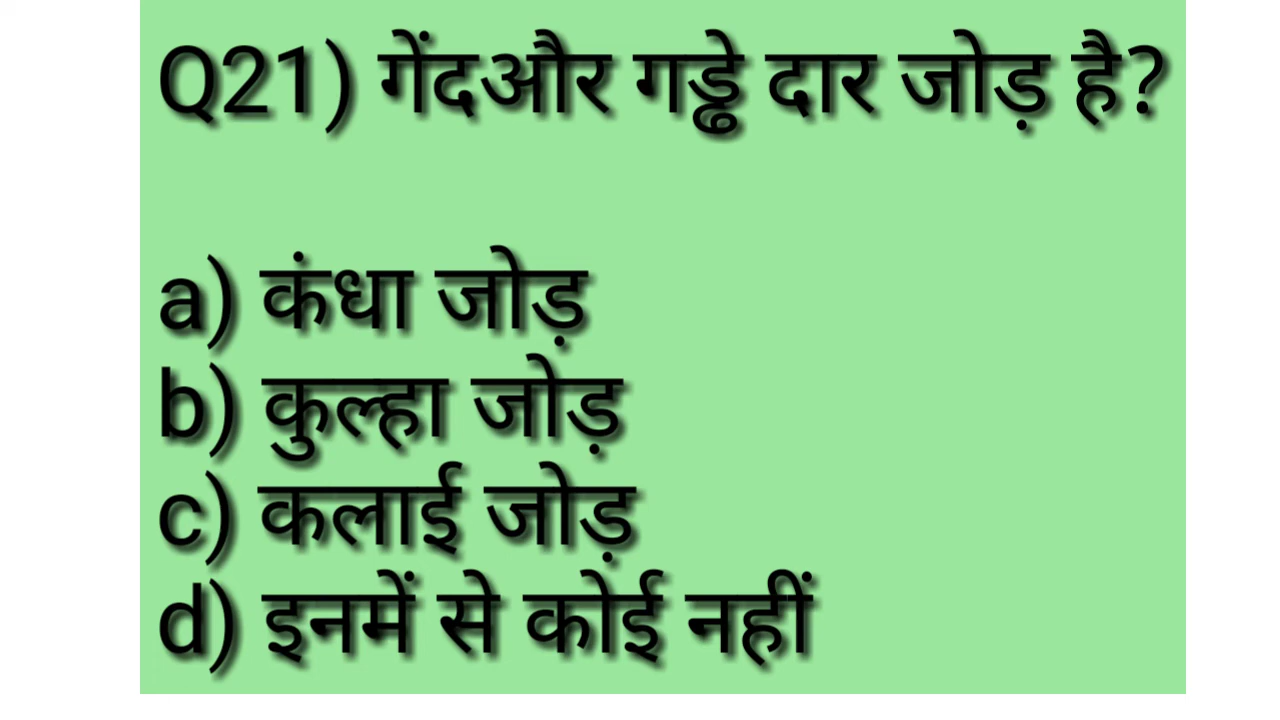 Q21) गेंदऔर गड्ढे दार जोड़ है?
a) कंधा जोड़
b) कुल्हा जोड़
c) कलाई जोड़
d) इनमें से कोई नहीं